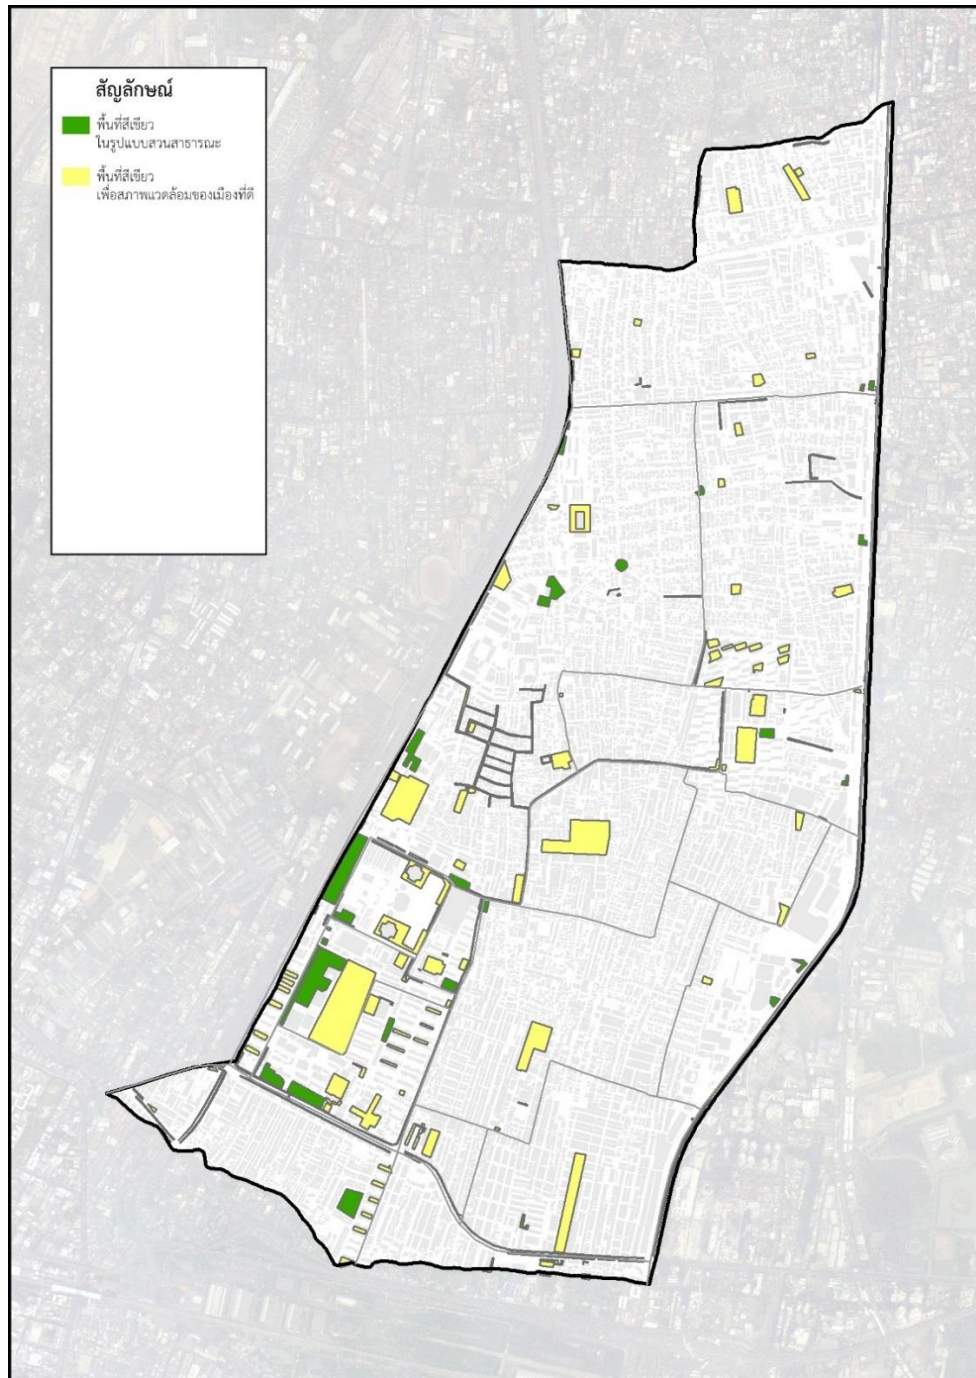 สัญลักษณ์
พื้นที่สีเขียว
ในรูปแบบสวนสาธารณะ
พื้นที่สีเขียว
เพื่อสภาพแวดล้อมของเมืองที่ดี